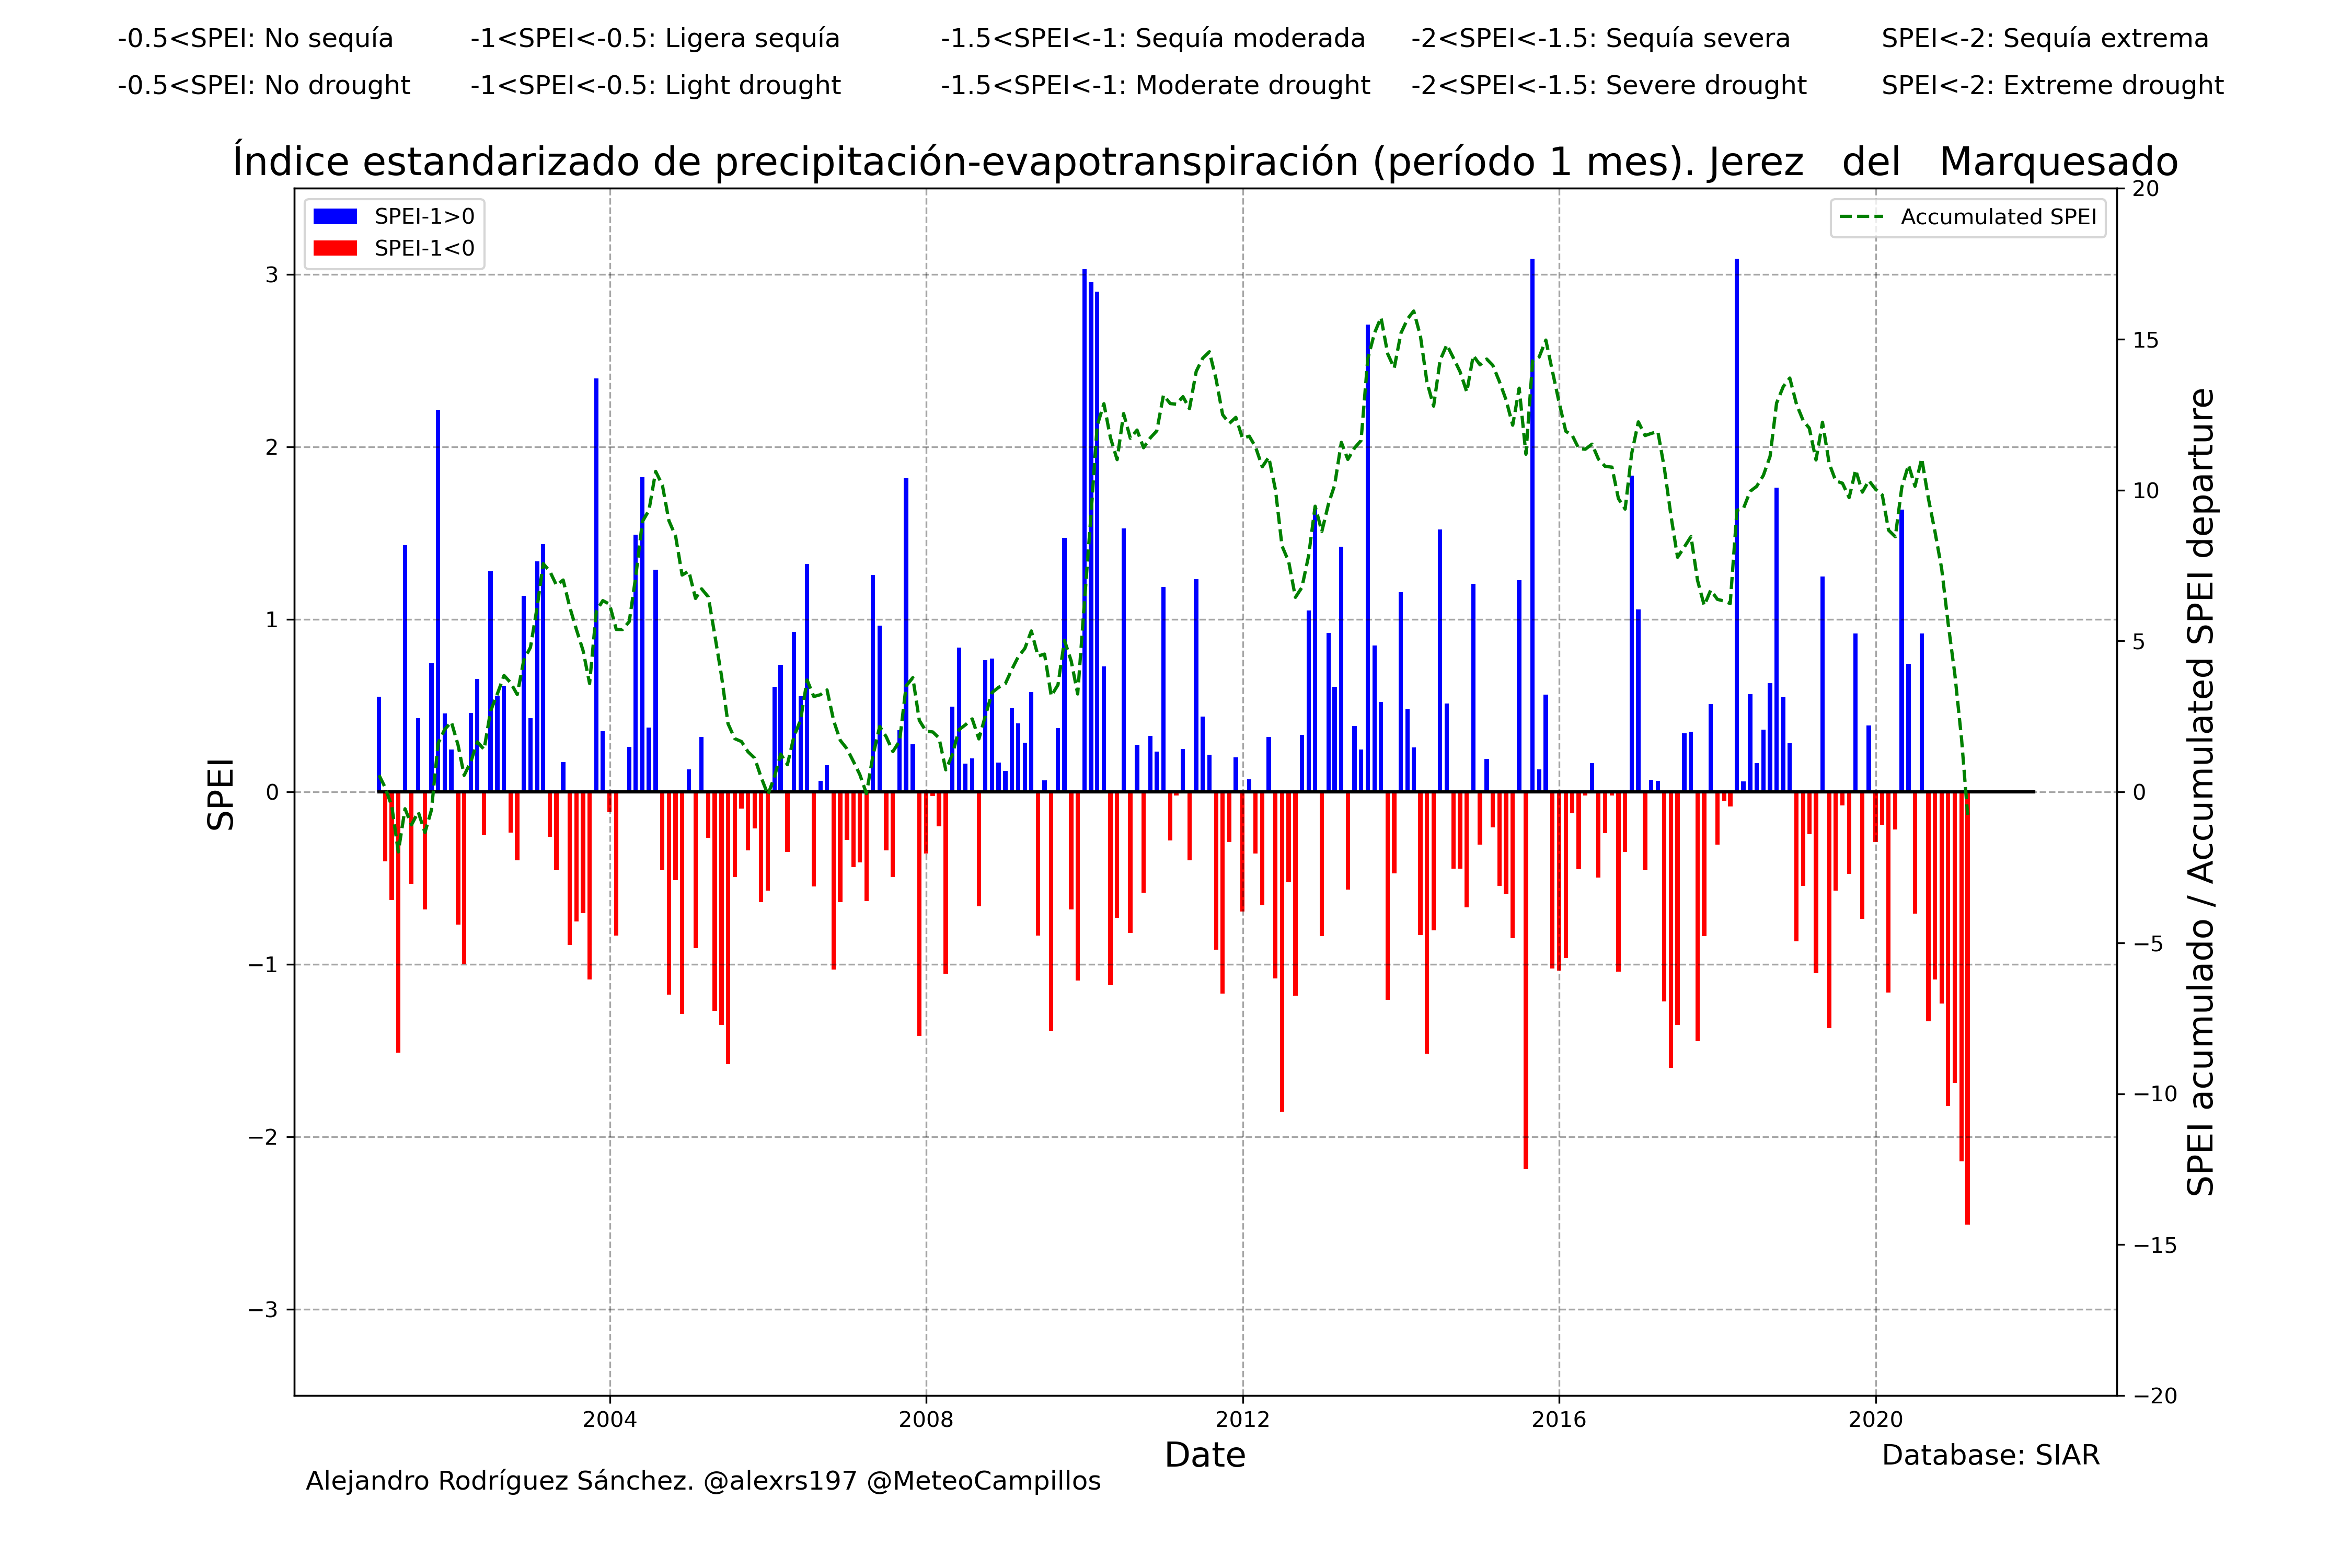 -0.5<SPEI: No sequía -1<SPEI<-0.5: Ligera sequía -1.5<SPEI<-1: Sequía moderada -2<SPEI<-1.5: Sequía severa SPEI<-2: Sequía extrema
-0.5<SPEI: No drought -1<SPEI<-0.5: Light drought -1.5<SPEI<-1: Moderate drought -2<SPEI<-1.5: Severe drought SPEI<-2: Extreme drought
Índice estandarizado de precipitación-evapotranspiración (período 1 mes). Jerez del Marquesado
SPEI-1>0
SPEI-1<0
Accumulated SPEI
SPEI
3
2
1
0
−1
−2
−3
20
15
10
5
0
−5
−10
−15
−20
SPEI acumulado / Accumulated SPEI departure
2004 2008 2012 2016 2020
Date
Database: SIAR
Alejandro Rodríguez Sánchez. @alexrs197 @MeteoCampillos